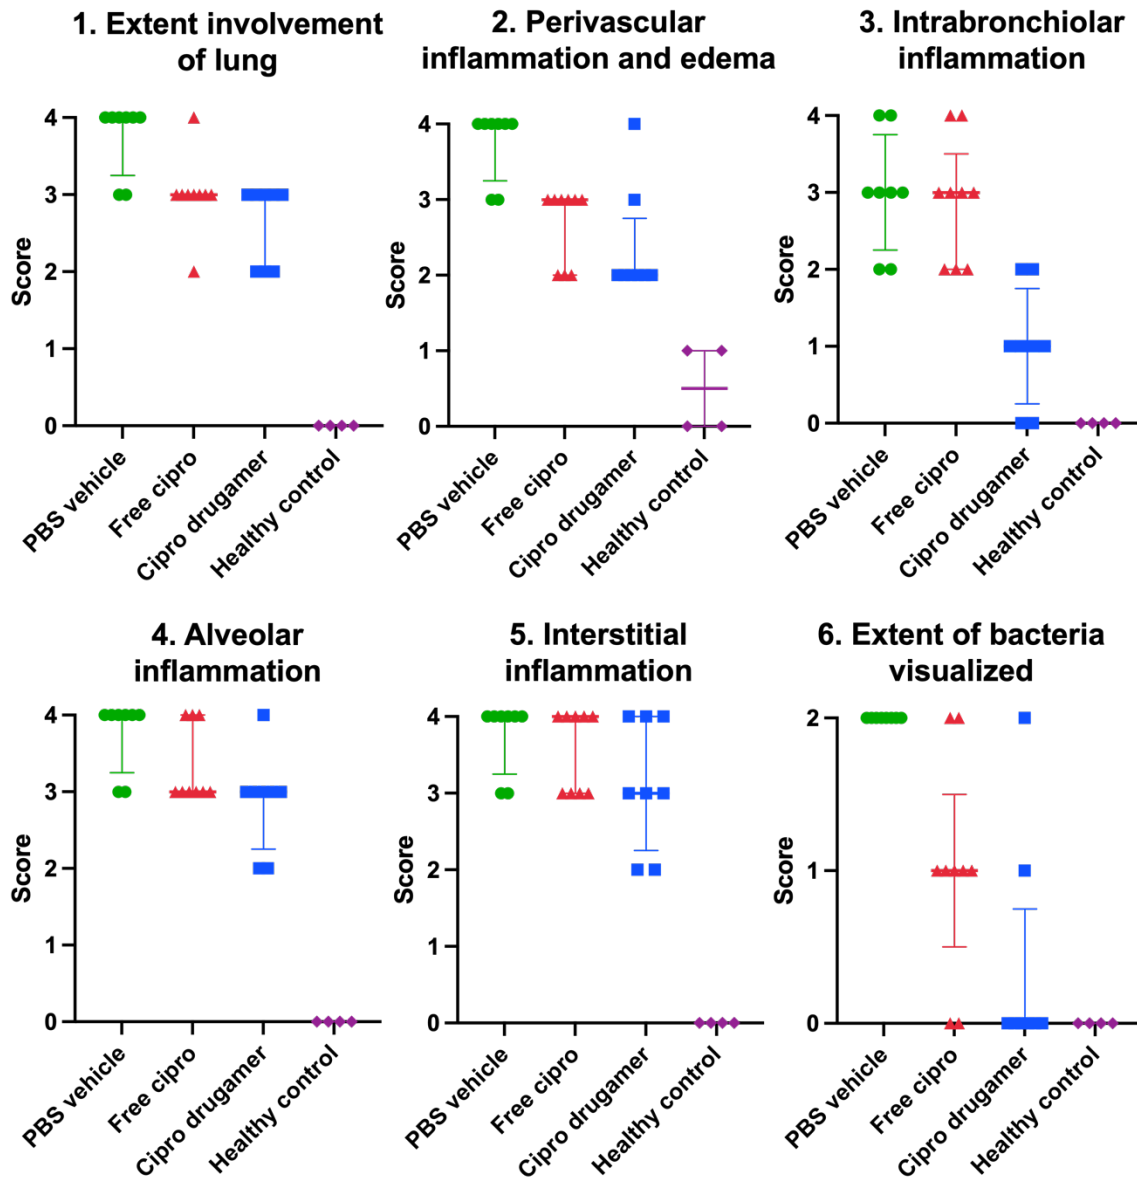 1. Extent involvement
of lung
Score
4
3
2
1
0
PBS vehicle
Free cipro
Cipro drugamer
Healthy control
2. Perivascular
inflammation and edema
Score
4
3
2
1
0
PBS vehicle
Free cipro
Cipro drugamer
Healthy control
3. Intrabronchiolar
inflammation
Score
4
3
2
1
0
PBS vehicle
Free cipro
Cipro drugamer
Healthy control
4. Alveolar
inflammation
Score
4
3
2
1
0
PBS vehicle
Free cipro
Cipro drugamer
Healthy control
5. Interstitial
inflammation
Score
4
3
2
1
0
PBS vehicle
Free cipro
Cipro drugamer
Healthy control
6. Extent of bacteria
visualized
Score
2
1
0
PBS vehicle
Free cipro
Cipro drugamer
Healthy control